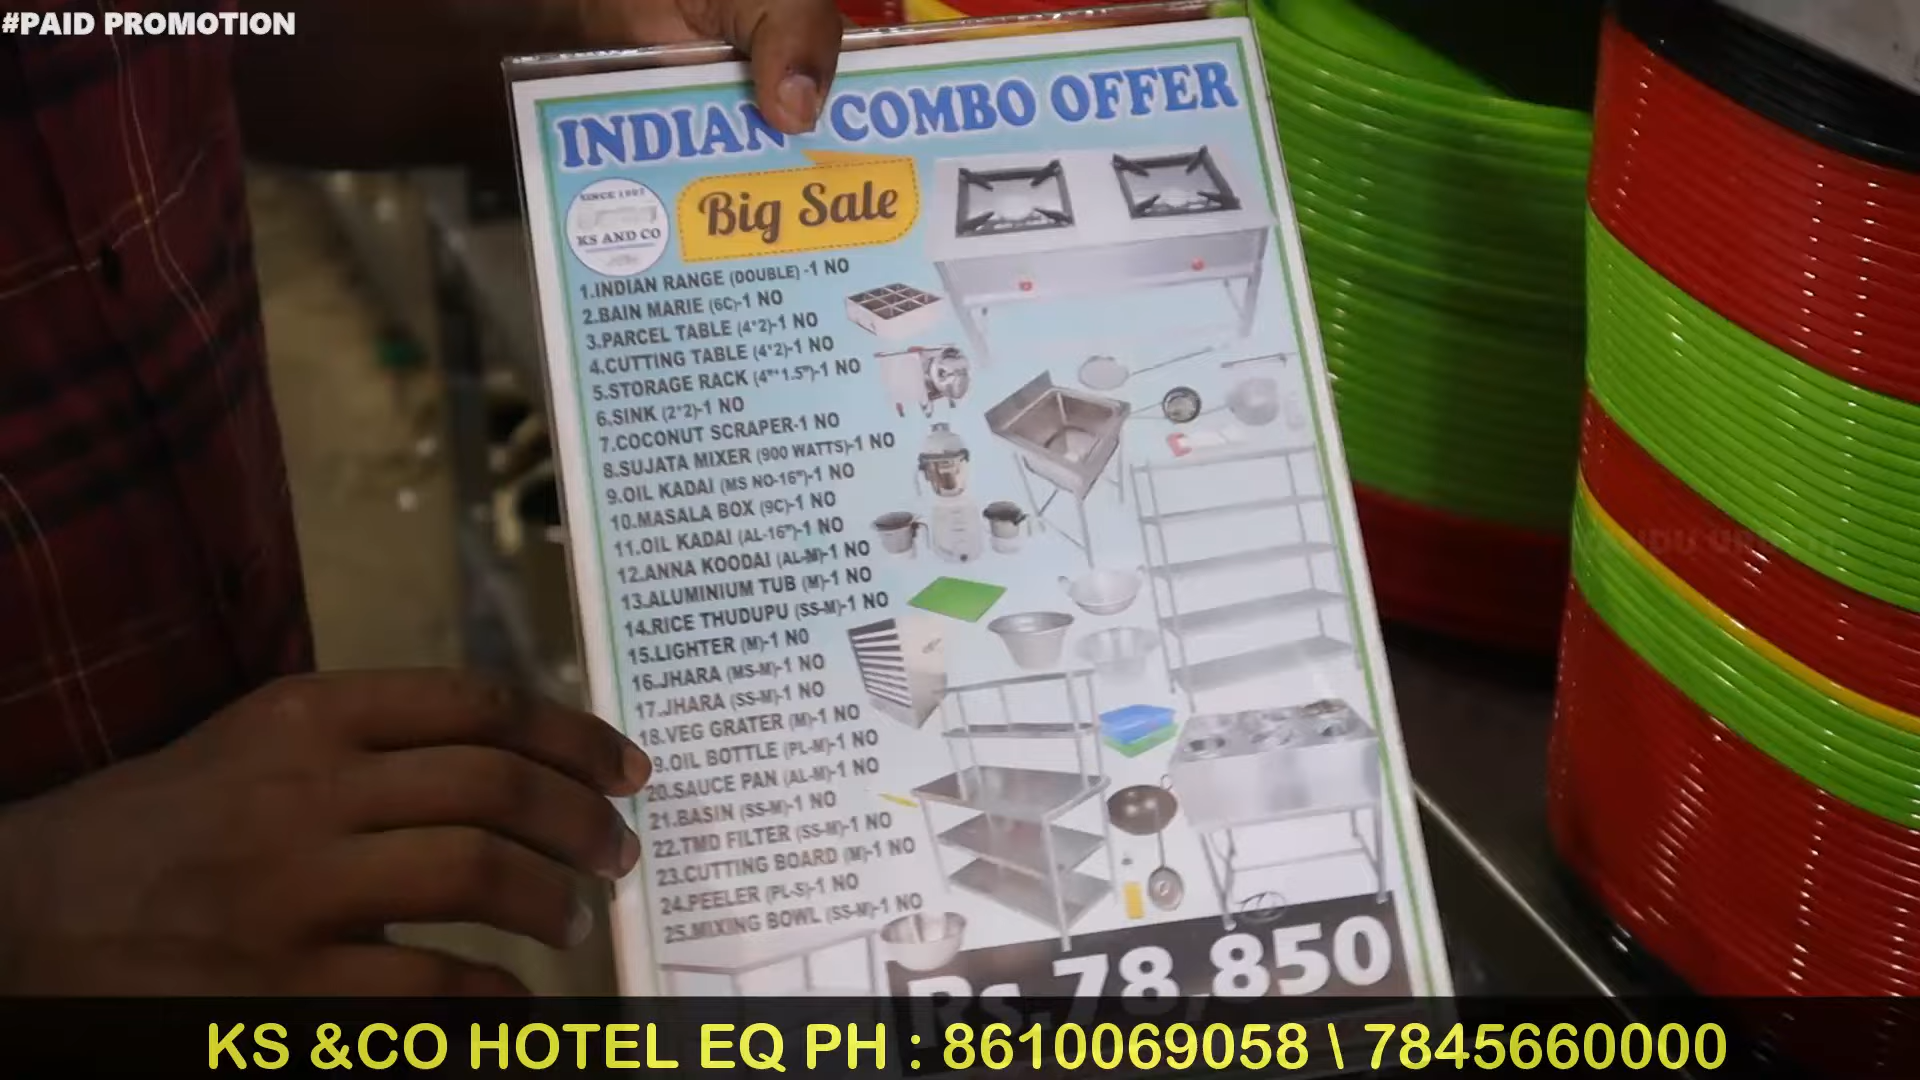 #PAID PROMOTION
INDIAN COMBO OFFER
SINCE 1997
KS AND CO
Big Sale
1.INDIAN RANGE (DOUBLE) -1 NO
2.BAIN MARIE (6C)-1 NO
3.PARCEL TABLE (4*2)-1 NO
4.CUTTING TABLE (4*2)-1 NO
5.STORAGE RACK (4"*1.5")-1 NO
6.SINK (2*2)-1 NO
7.COCONUT SCRAPER-1 NO
8.SUJATA MIXER (900 WATTS)-1 NO
9.OIL KADAI (MS NO-16")-1 NO
10.MASALA BOX (9C)-1 NO
11.OIL KADAI (AL-16")-1 NO
12.ANNA KOODAI (AL-M)-1 NO
13.ALUMINIUM TUB (M)-1 NO
14.RICE THUDUPU (SS-M)-1 NO
15.LIGHTER (M)-1 NO
16.JHARA (MS-M)-1 NO
17.JHARA (SS-M)-1 NO
18.VEG GRATER (M)-1 NO
9.OIL BOTTLE (PL-M)-1 NO
20.SAUCE PAN (AL-M)-1 NO
21.BASIN (SS-M)-1 NO
22.TMD FILTER (SS-M)-1 NO
23.CUTTING BOARD (M)-1 NO
24.PEELER (PL-S)-1 NO
25.MIXING BOWL (SS-M)-1 NO
Rs.78,850
KS &CO HOTEL EQ PH : 8610069058 \ 7845660000